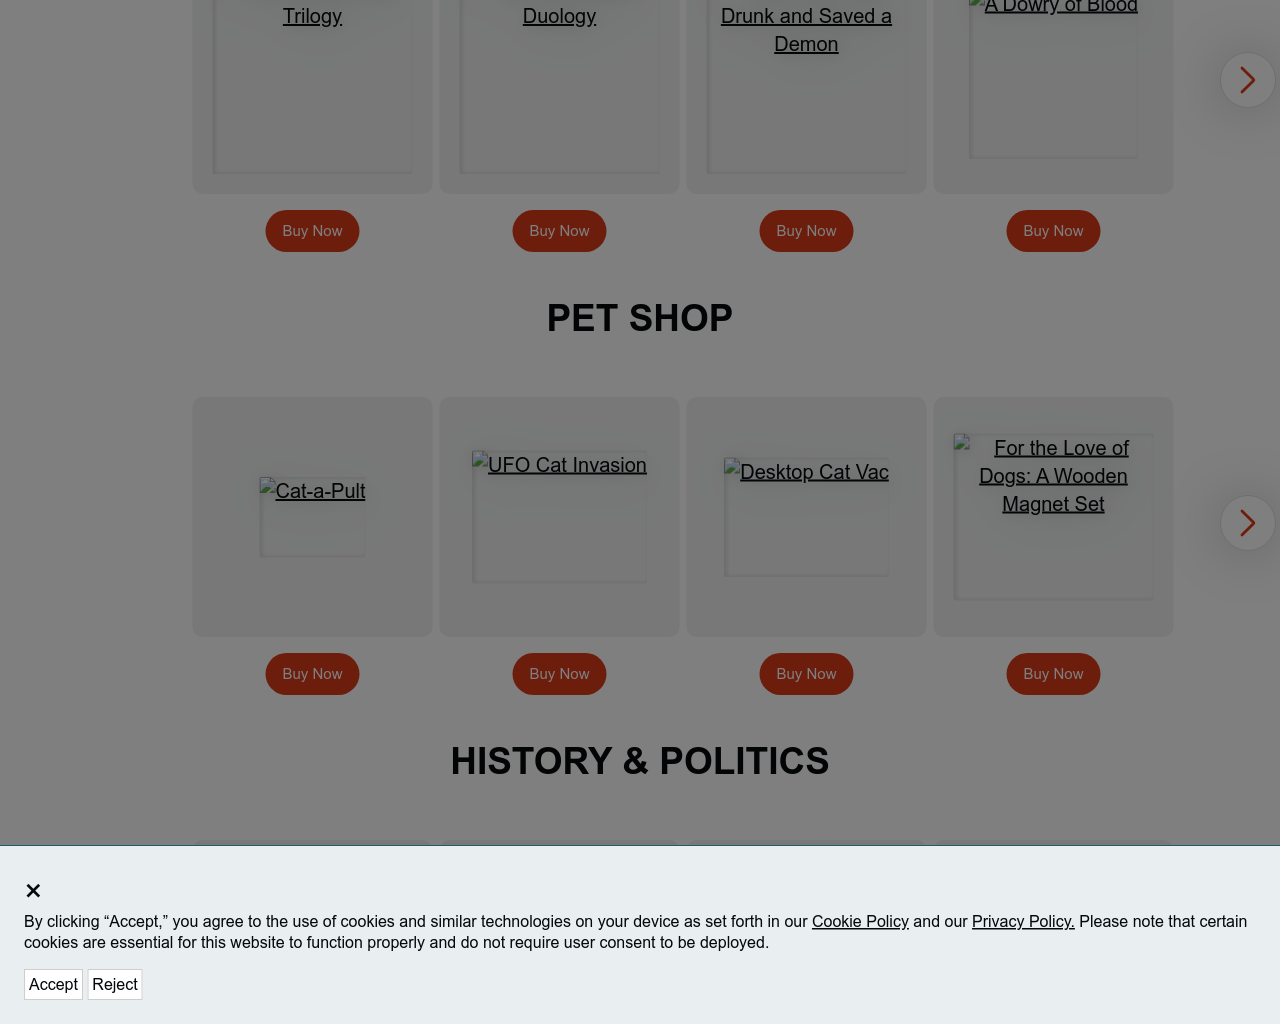 Trilogy
Duology
Drunk and Saved a
Demon
A Dowry of Blood
Buy Now
Buy Now
Buy Now
Buy Now
PET SHOP
Cat-a-Pult
UFO Cat Invasion
Desktop Cat Vac
For the Love of
Dogs: A Wooden
Magnet Set
Buy Now
Buy Now
Buy Now
Buy Now
HISTORY & POLITICS
×
By clicking “Accept,” you agree to the use of cookies and similar technologies on your device as set forth in our Cookie Policy and our Privacy Policy. Please note that certain
cookies are essential for this website to function properly and do not require user consent to be deployed.
Accept
Reject